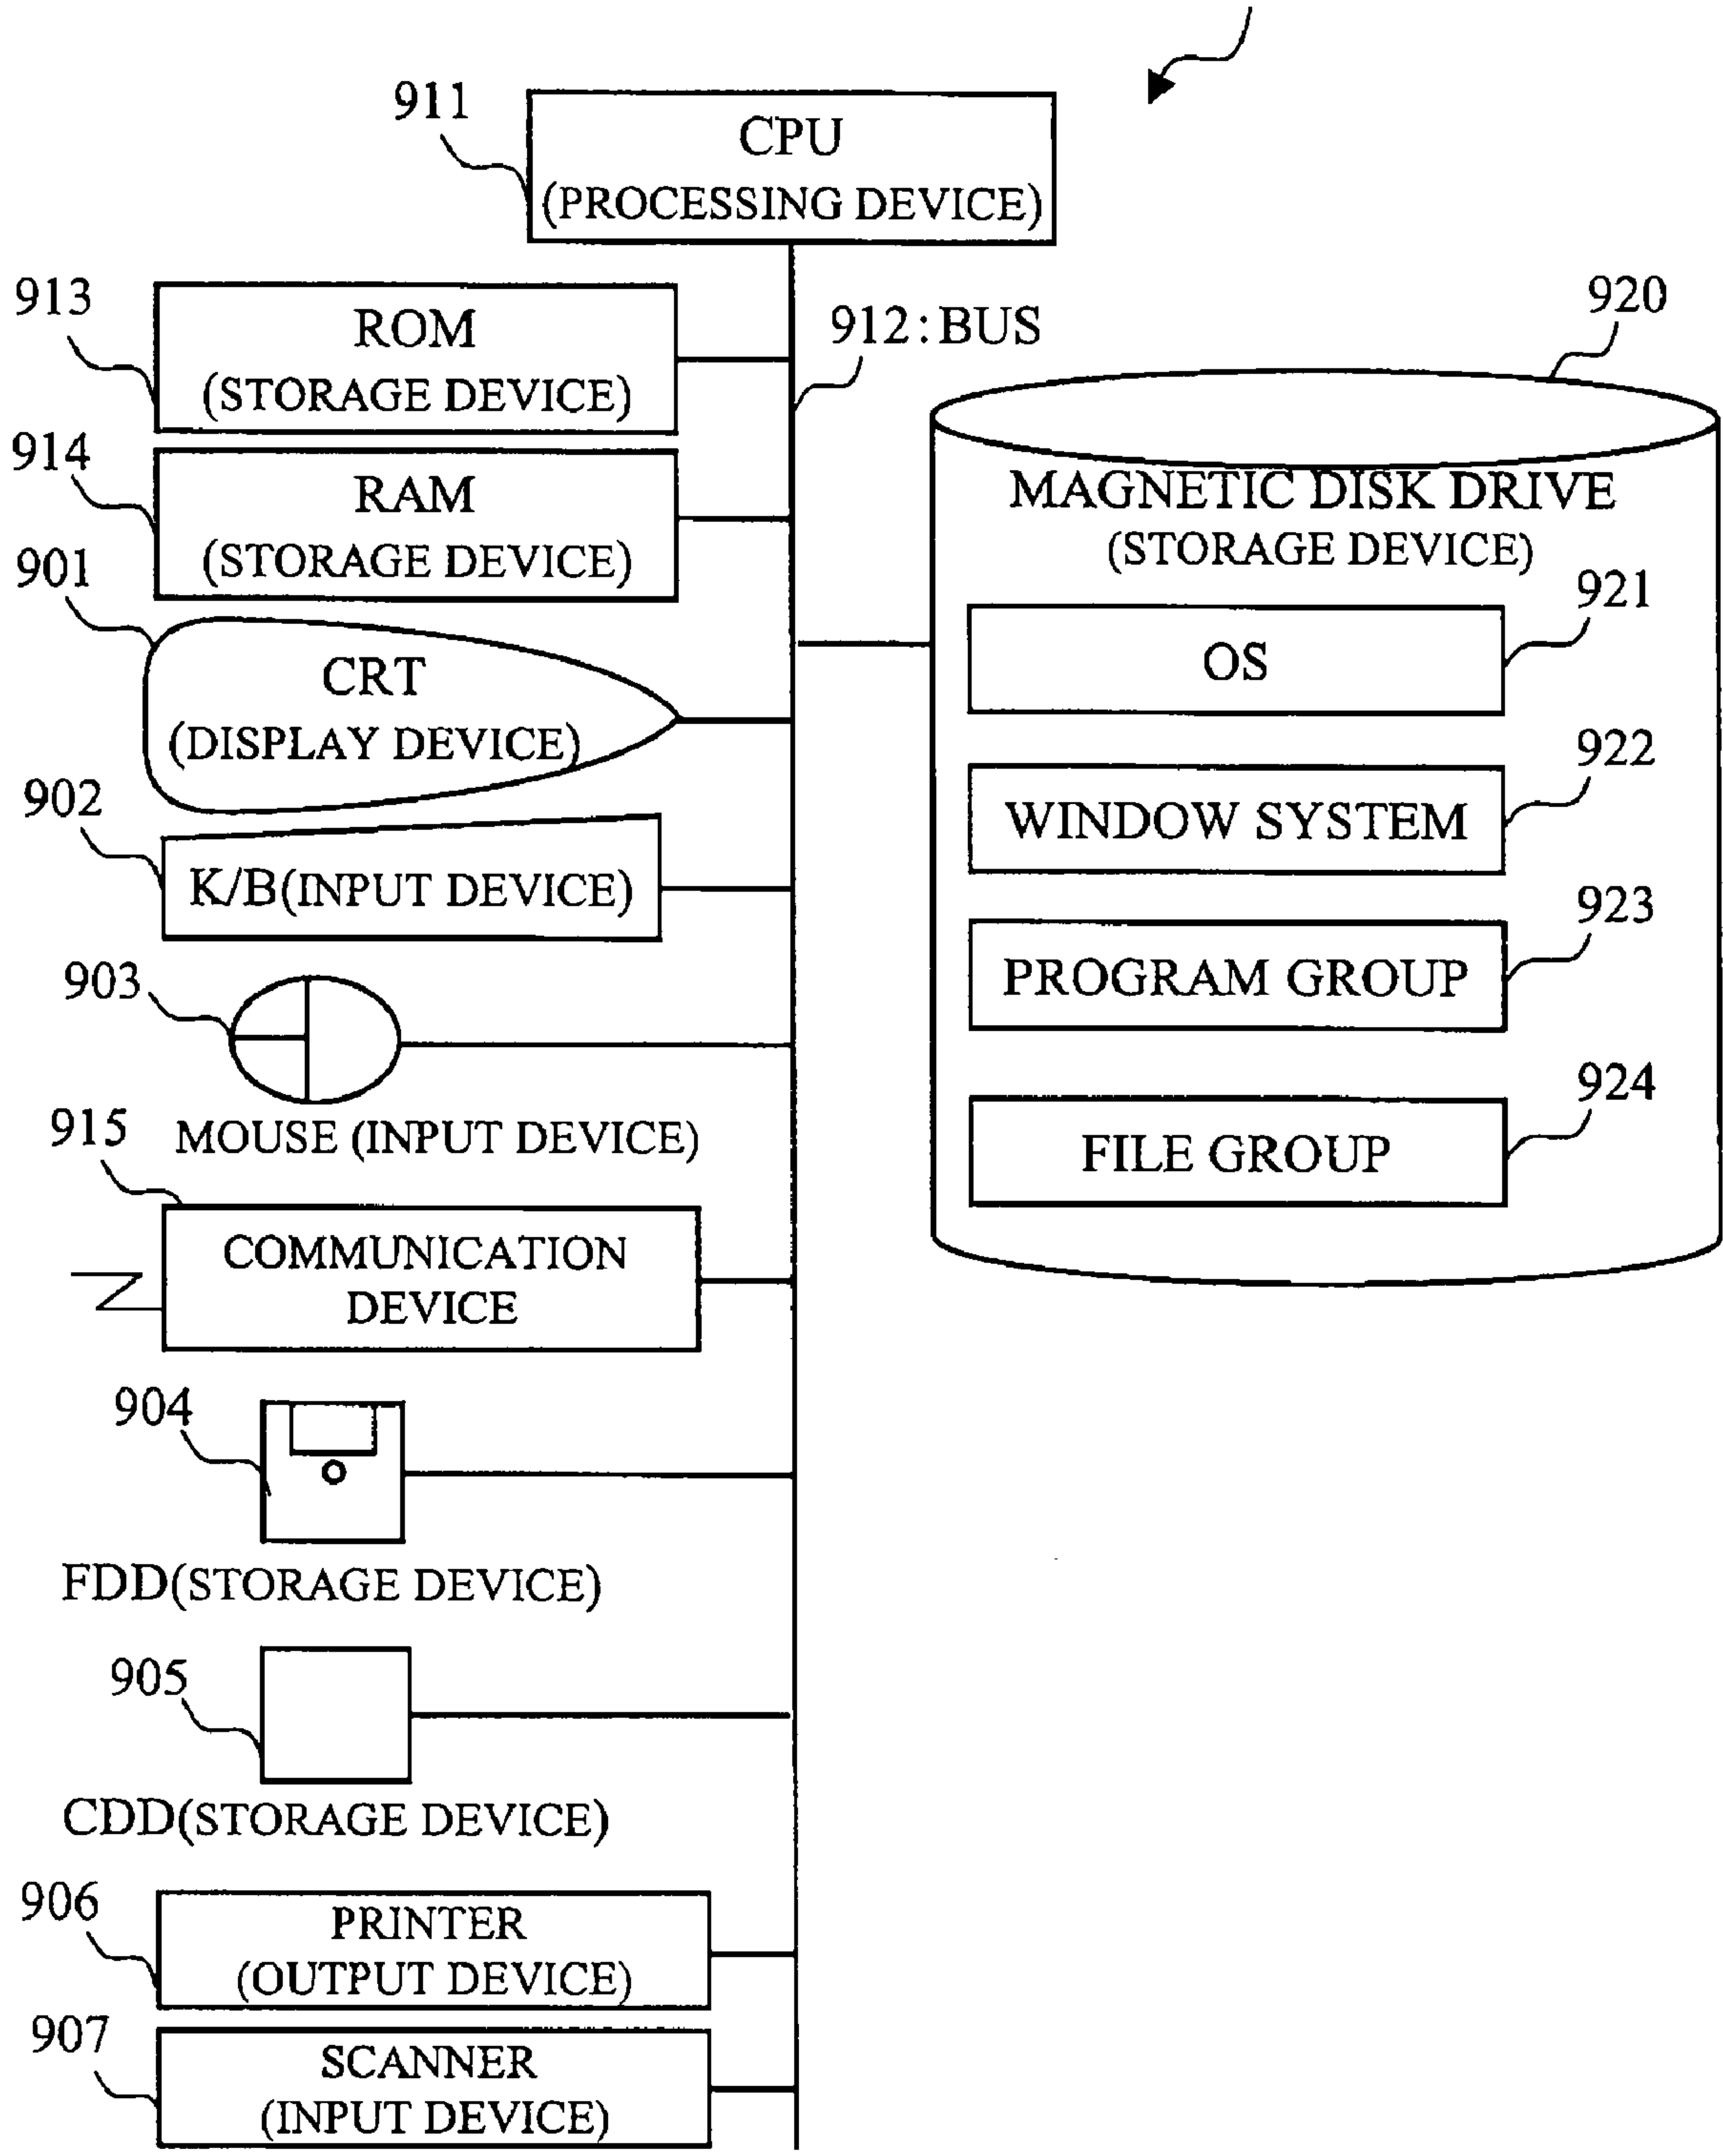 911
CPU
(PROCESSING DEVICE)
913
ROM
(STORAGE DEVICE)
912:BUS
914
RAM
(STORAGE DEVICE)
901
CRT
(DISPLAY DEVICE)
902
K/B(INPUT DEVICE)
903
MOUSE (INPUT DEVICE)
915
COMMUNICATION
DEVICE
904
FDD(STORAGE DEVICE)
905
CDD(STORAGE DEVICE)
906
PRINTER
(OUTPUT DEVICE)
907
SCANNER
(INPUT DEVICE)
920
MAGNETIC DISK DRIVE
(STORAGE DEVICE)
921
OS
922
WINDOW SYSTEM
923
PROGRAM GROUP
924
FILE GROUP